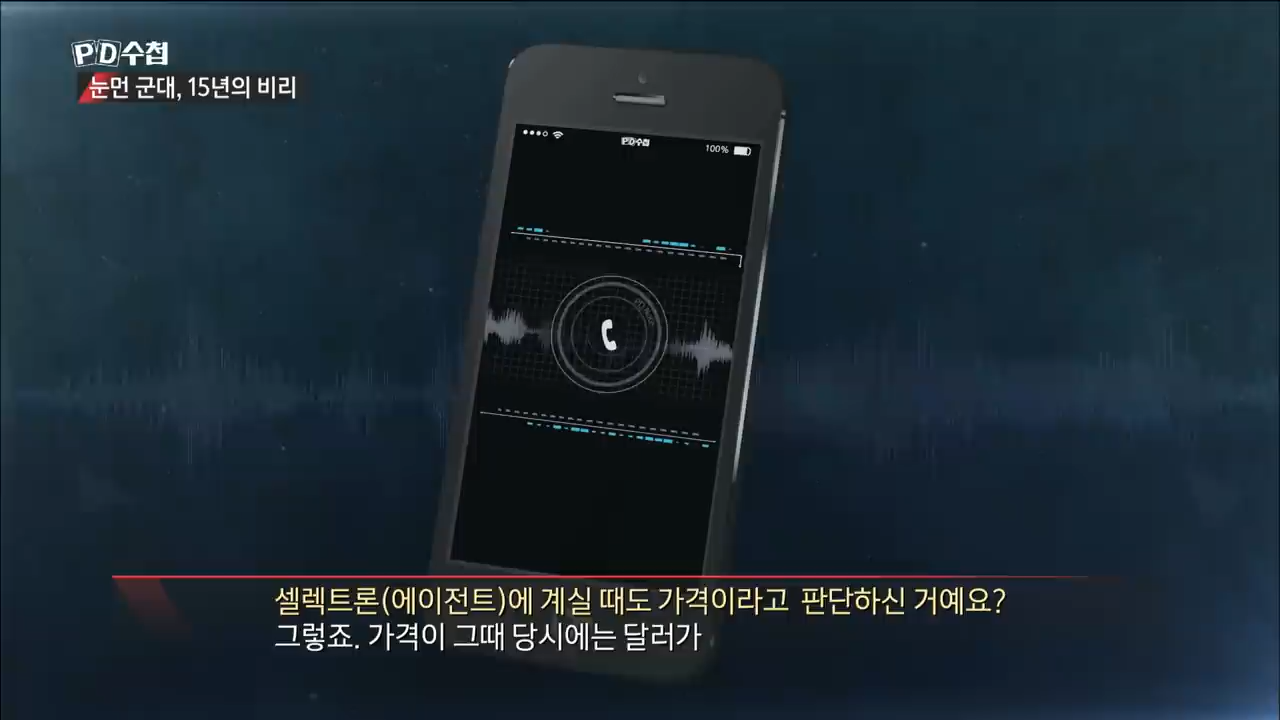 PD수첩
눈먼 군대, 15년의 비리
PD수첩
100%
셀렉트론(에이전트)에 계실 때도 가격이라고 판단하신 거예요?
그렇죠. 가격이 그때 당시에는 달러가